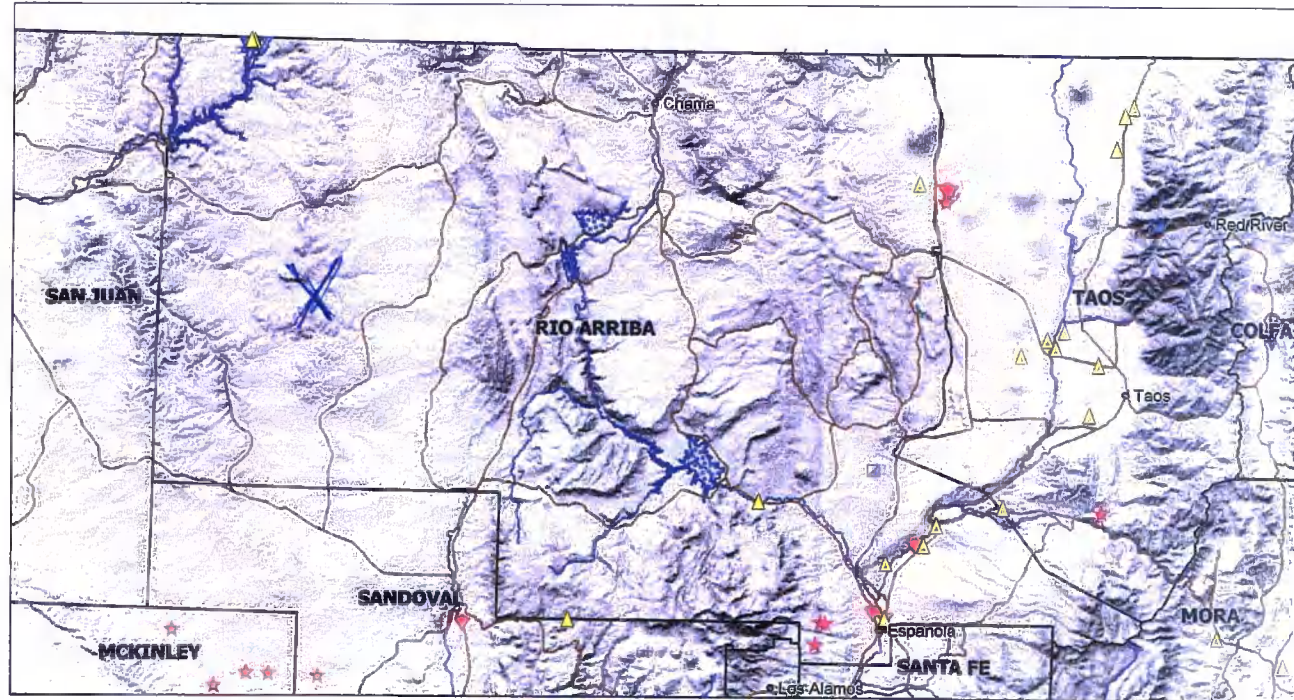 Chama
Red River
SAN JUAN
TAOS
RIO ARRIBA
COLFA
Taos
SANDOVAL
MORA
Espanola
MCKINLEY
SANTA FE
Los Alamos